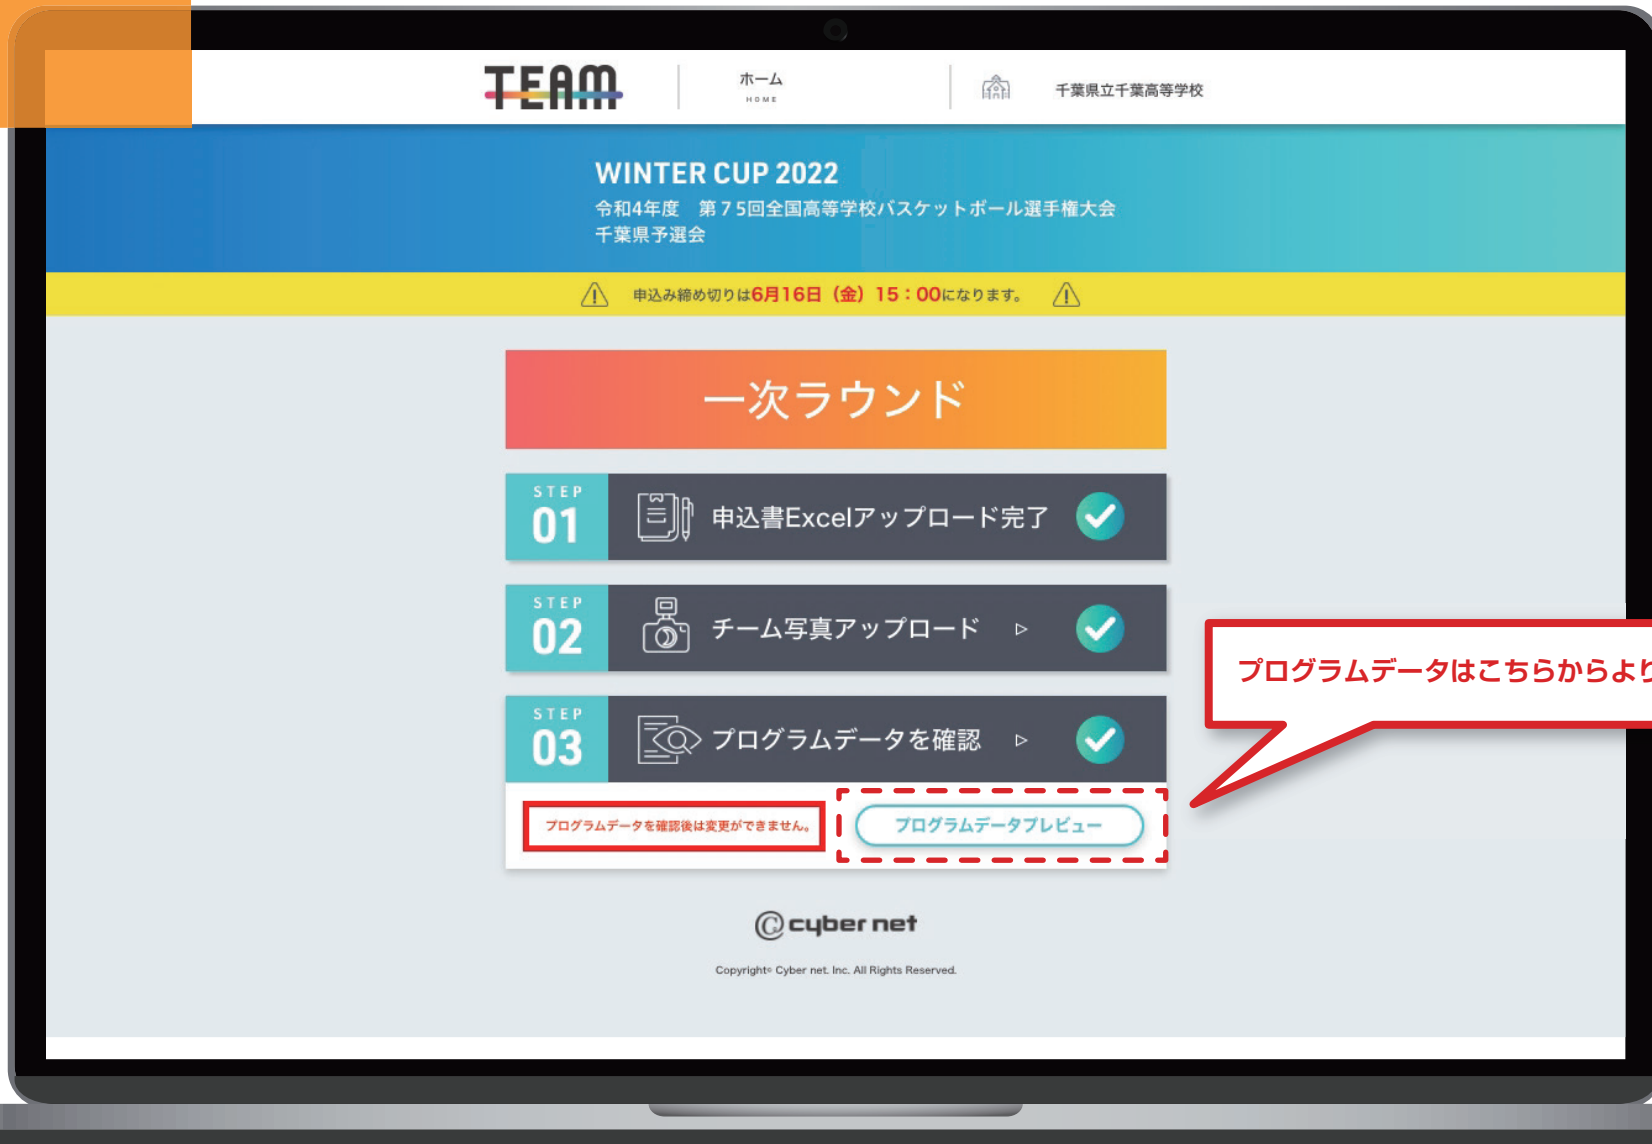 TEAM
ホーム
HOME
千葉県立千葉高等学校
WINTER CUP 2022
令和4年度　第75回全国高等学校バスケットボール選手権大会
千葉県予選会
申込み締め切りは6月16日（金）15：00になります。
一次ラウンド
STEP
01
申込書Excelアップロード完了
STEP
02
チーム写真アップロード
プログラムデータはこちらからより
STEP
03
プログラムデータを確認
プログラムデータを確認後は変更ができません。
プログラムデータプレビュー
cyber net
Copyright© Cyber net. Inc. All Rights Reserved.